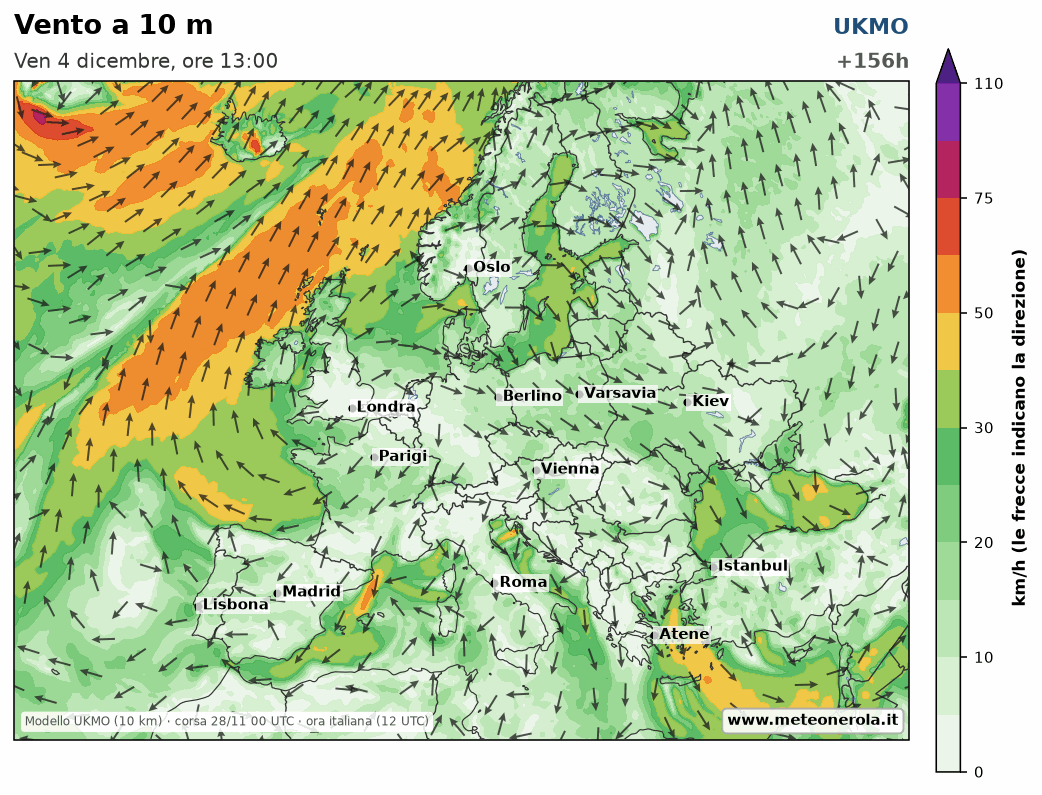 Vento a 10 m
UKMO
Ven 4 dicembre, ore 13:00
+156h
110
75
50
30
20
10
0
km/h (le frecce indicano la direzione)
Oslo
Berlino
Varsavia
Kiev
Londra
Parigi
Vienna
Istanbul
Roma
Madrid
Lisbona
Atene
Modello UKMO (10 km) · corsa 28/11 00 UTC · ora italiana (12 UTC)
www.meteonerola.it